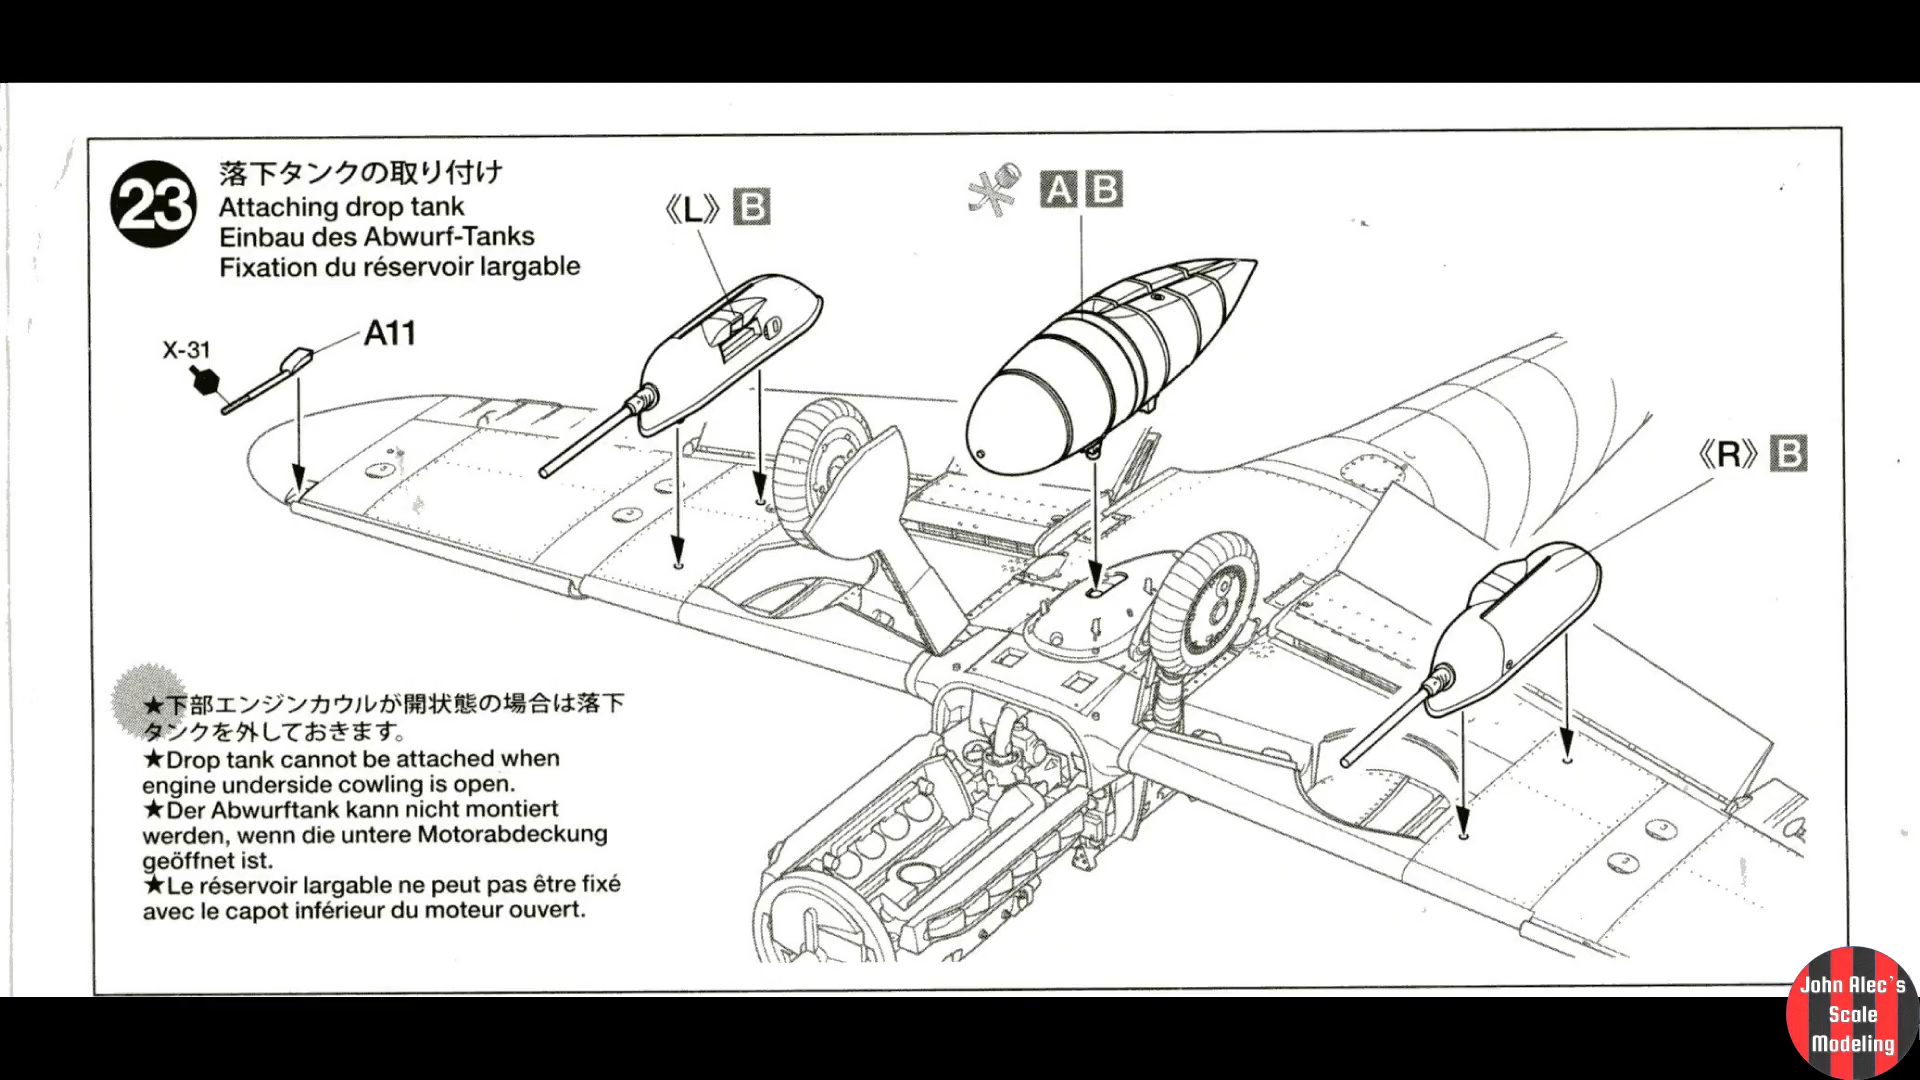 23
落下タンクの取り付け
Attaching drop tank
Einbau des Abwurf-Tanks
Fixation du réservoir largable
《L》 B
A B
X-31
A11
《R》 B
★下部エンジンカウルが開状態の場合は落下
タンクを外しておきます。
★Drop tank cannot be attached when
engine underside cowling is open.
★Der Abwurftank kann nicht montiert
werden, wenn die untere Motorabdeckung
geöffnet ist.
★Le réservoir largable ne peut pas être fixé
avec le capot inférieur du moteur ouvert.
John Alec's
Scale
Modeling